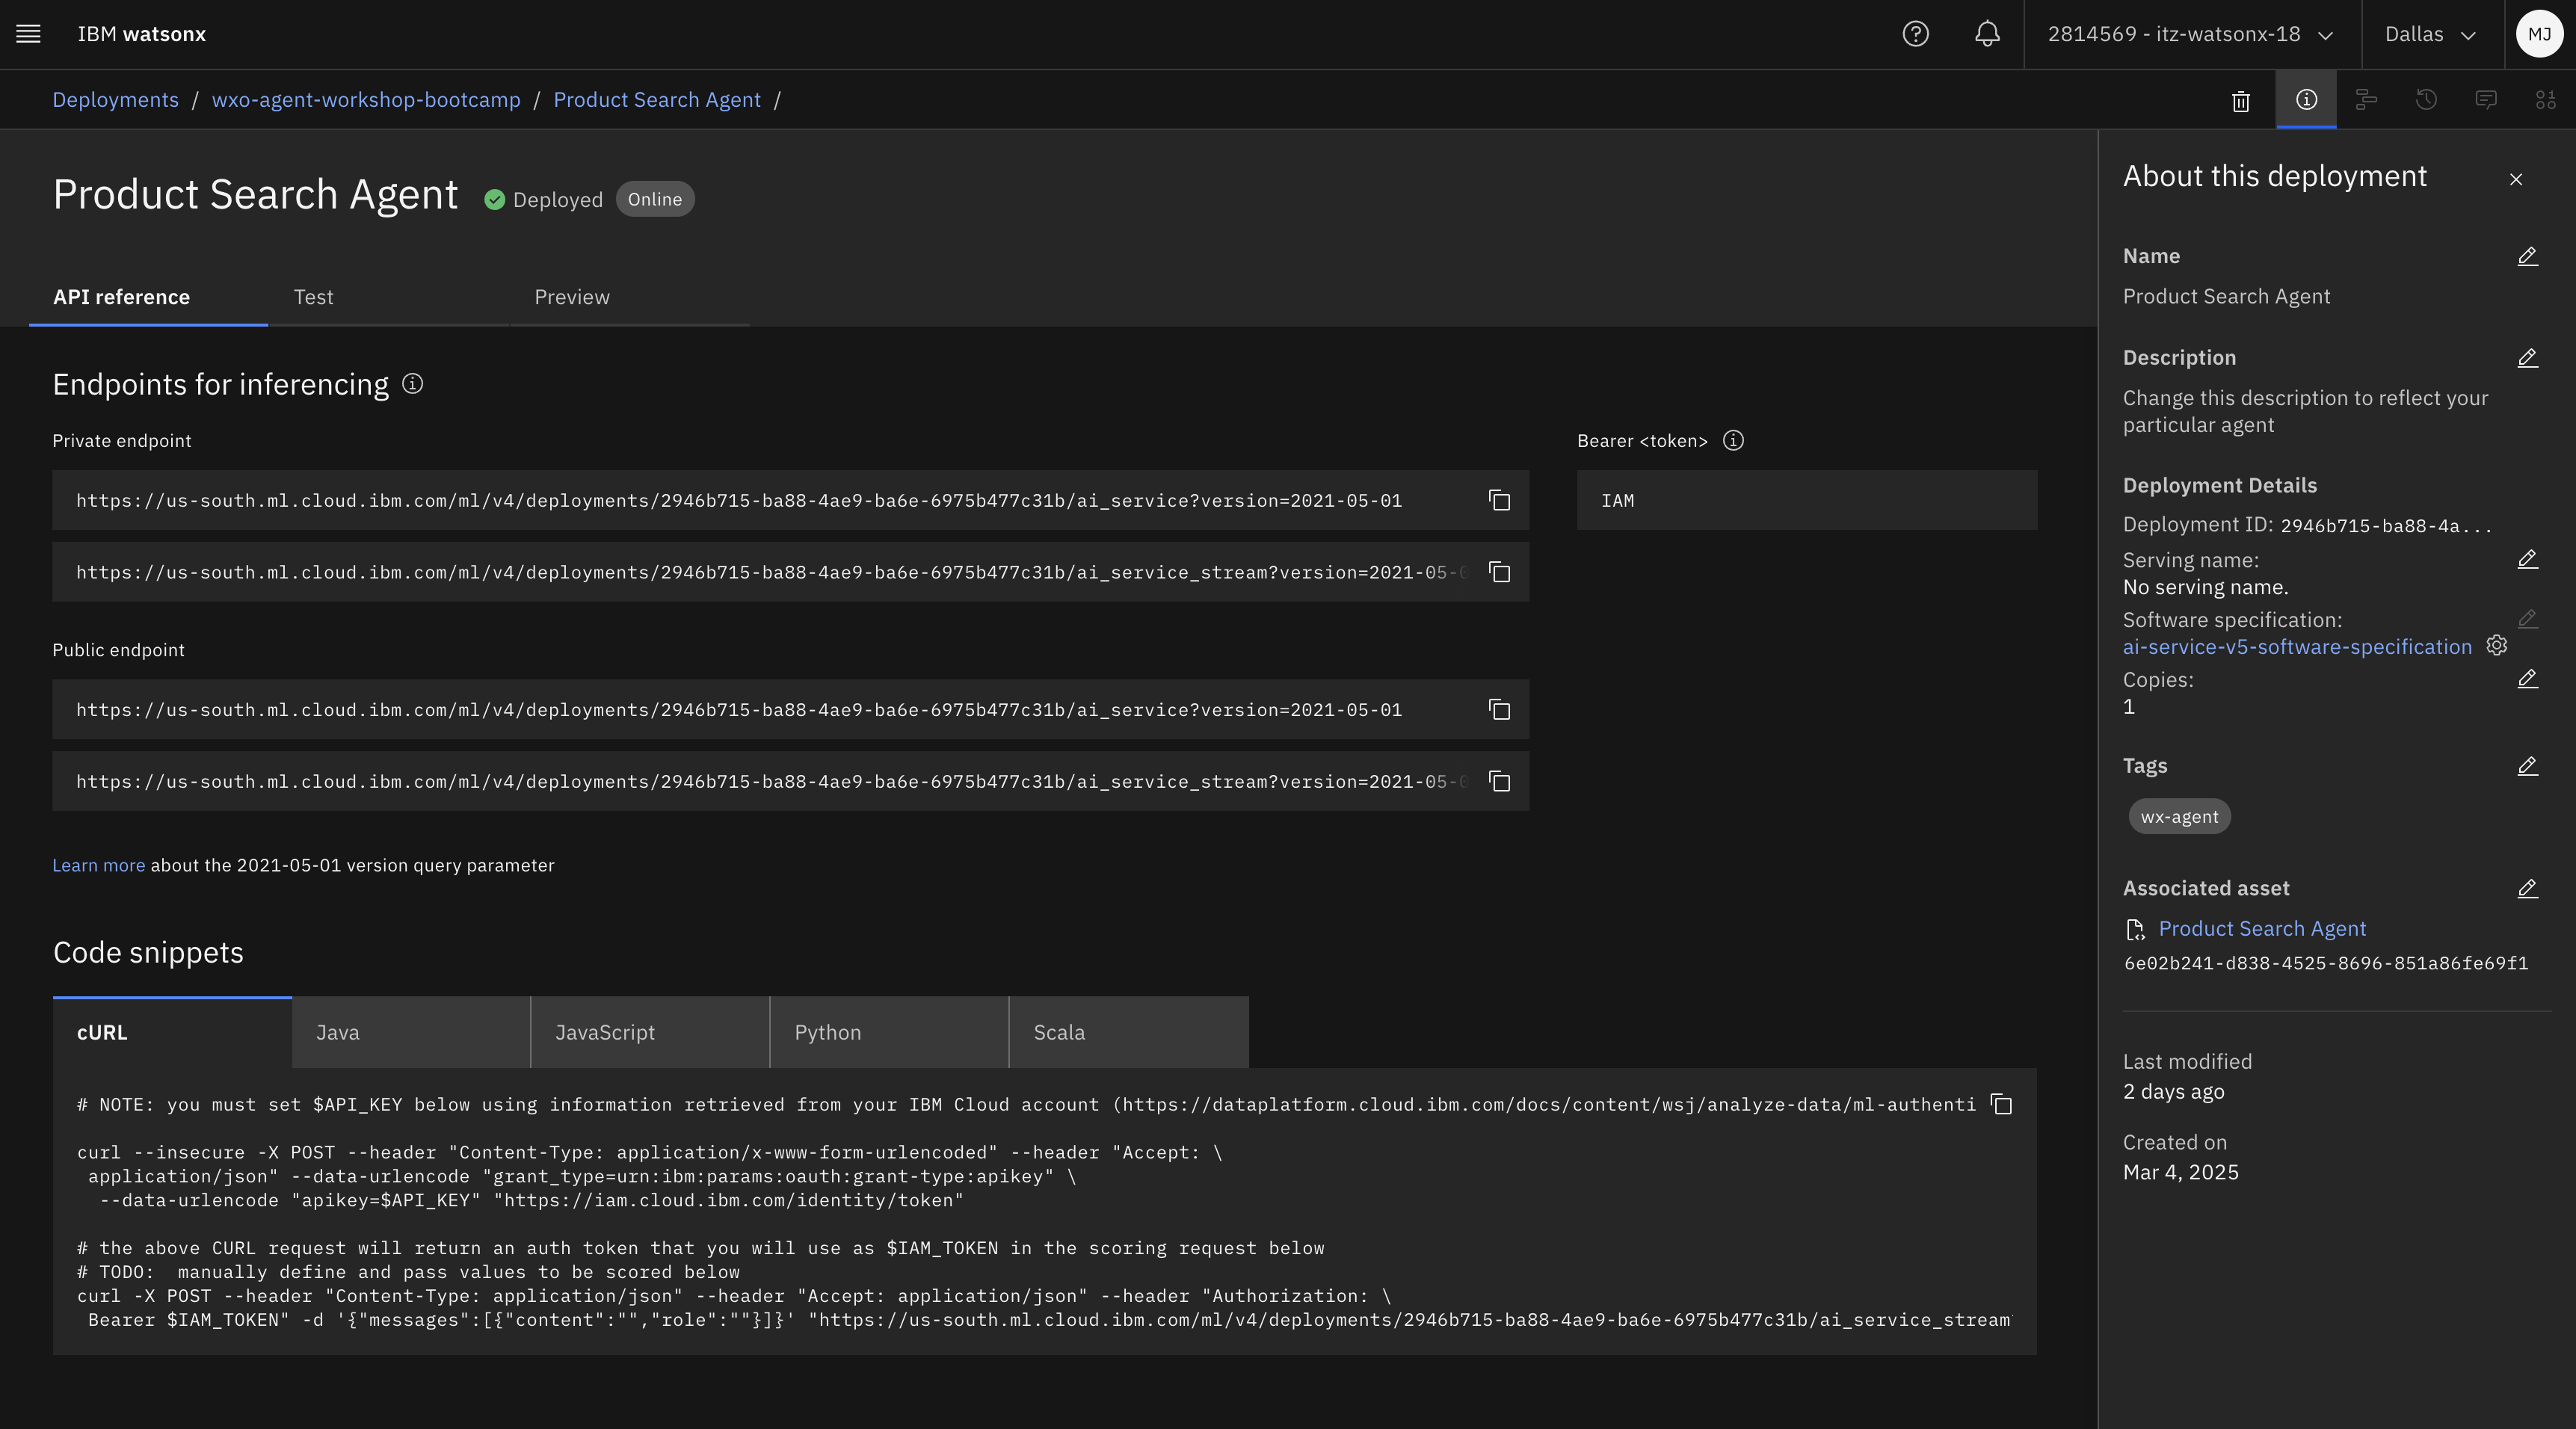 IBM watsonx
2814569 - itz-watsonx-18
Dallas
MJ
Deployments / wxo-agent-workshop-bootcamp / Product Search Agent /
Product Search Agent
Deployed
Online
API reference
Test
Preview
Endpoints for inferencing
Private endpoint
https://us-south.ml.cloud.ibm.com/ml/v4/deployments/2946b715-ba88-4ae9-ba6e-6975b477c31b/ai_service?version=2021-05-01
https://us-south.ml.cloud.ibm.com/ml/v4/deployments/2946b715-ba88-4ae9-ba6e-6975b477c31b/ai_service_stream?version=2021-05-0
Bearer <token>
IAM
Public endpoint
https://us-south.ml.cloud.ibm.com/ml/v4/deployments/2946b715-ba88-4ae9-ba6e-6975b477c31b/ai_service?version=2021-05-01
https://us-south.ml.cloud.ibm.com/ml/v4/deployments/2946b715-ba88-4ae9-ba6e-6975b477c31b/ai_service_stream?version=2021-05-0
Learn more about the 2021-05-01 version query parameter
Code snippets
cURL
Java
JavaScript
Python
Scala
# NOTE: you must set $API_KEY below using information retrieved from your IBM Cloud account (https://dataplatform.cloud.ibm.com/docs/content/wsj/analyze-data/ml-authenti
curl --insecure -X POST --header "Content-Type: application/x-www-form-urlencoded" --header "Accept: \
application/json" --data-urlencode "grant_type=urn:ibm:params:oauth:grant-type:apikey" \
--data-urlencode "apikey=$API_KEY" "https://iam.cloud.ibm.com/identity/token"
# the above CURL request will return an auth token that you will use as $IAM_TOKEN in the scoring request below
# TODO:  manually define and pass values to be scored below
curl -X POST --header "Content-Type: application/json" --header "Accept: application/json" --header "Authorization: \
Bearer $IAM_TOKEN" -d '{"messages":[{"content":"","role":""}]}' "https://us-south.ml.cloud.ibm.com/ml/v4/deployments/2946b715-ba88-4ae9-ba6e-6975b477c31b/ai_service_stream
About this deployment
Name
Product Search Agent
Description
Change this description to reflect your
particular agent
Deployment Details
Deployment ID: 2946b715-ba88-4a...
Serving name:
No serving name.
Software specification:
ai-service-v5-software-specification
Copies:
1
Tags
wx-agent
Associated asset
Product Search Agent
6e02b241-d838-4525-8696-851a86fe69f1
Last modified
2 days ago
Created on
Mar 4, 2025